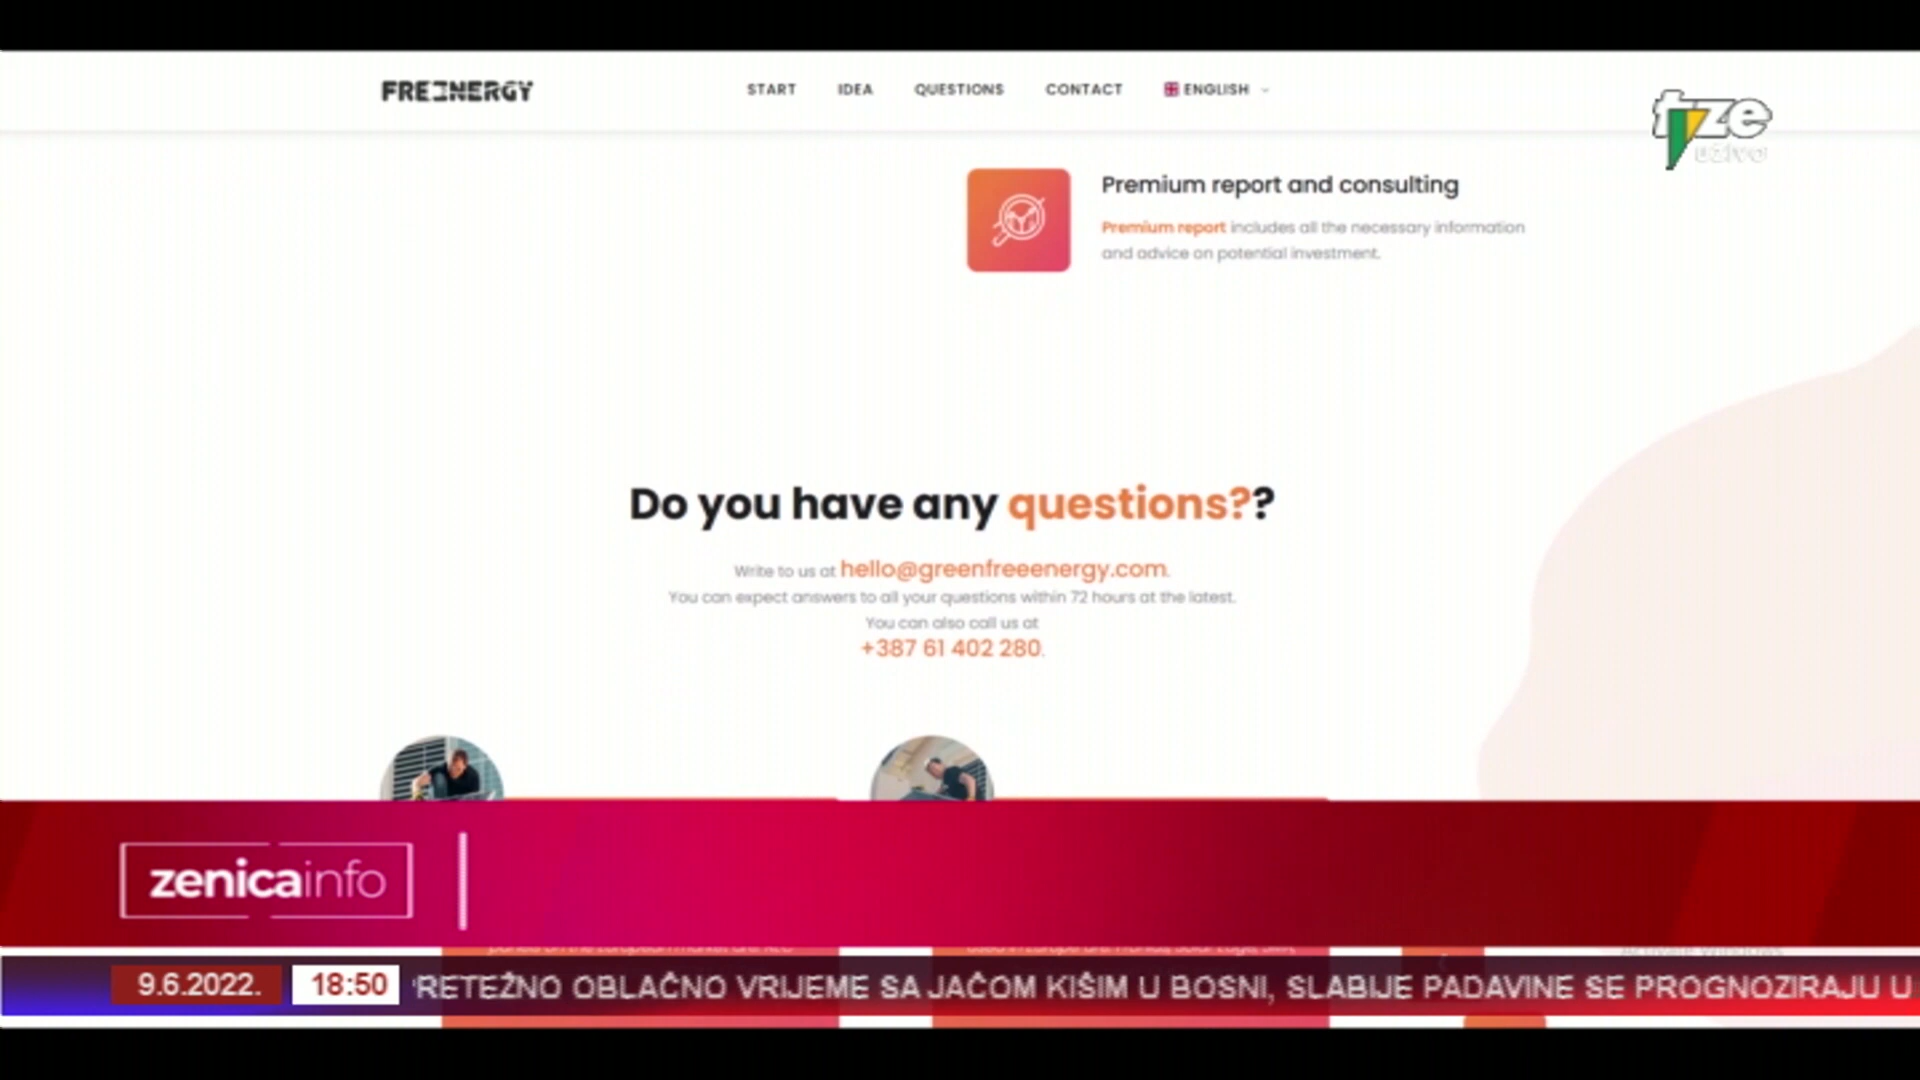 FREENERGY
START IDEA QUESTIONS CONTACT ENGLISH
tvze
uživo
Premium report and consulting
Premium report includes all the necessary information
and advice on potential investment.
Do you have any questions??
Write to us at hello@greenfreeenergy.com.
You can expect answers to all your questions within 72 hours at the latest.
You can also call us at
+387 61 402 280.
zenicainfo
Activate Windows
9.6.2022. 18:50 RETEŽNO OBLAČNO VRIJEME SA JAČOM KIŠIM U BOSNI, SLABIJE PADAVINE SE PROGNOZIRAJU U